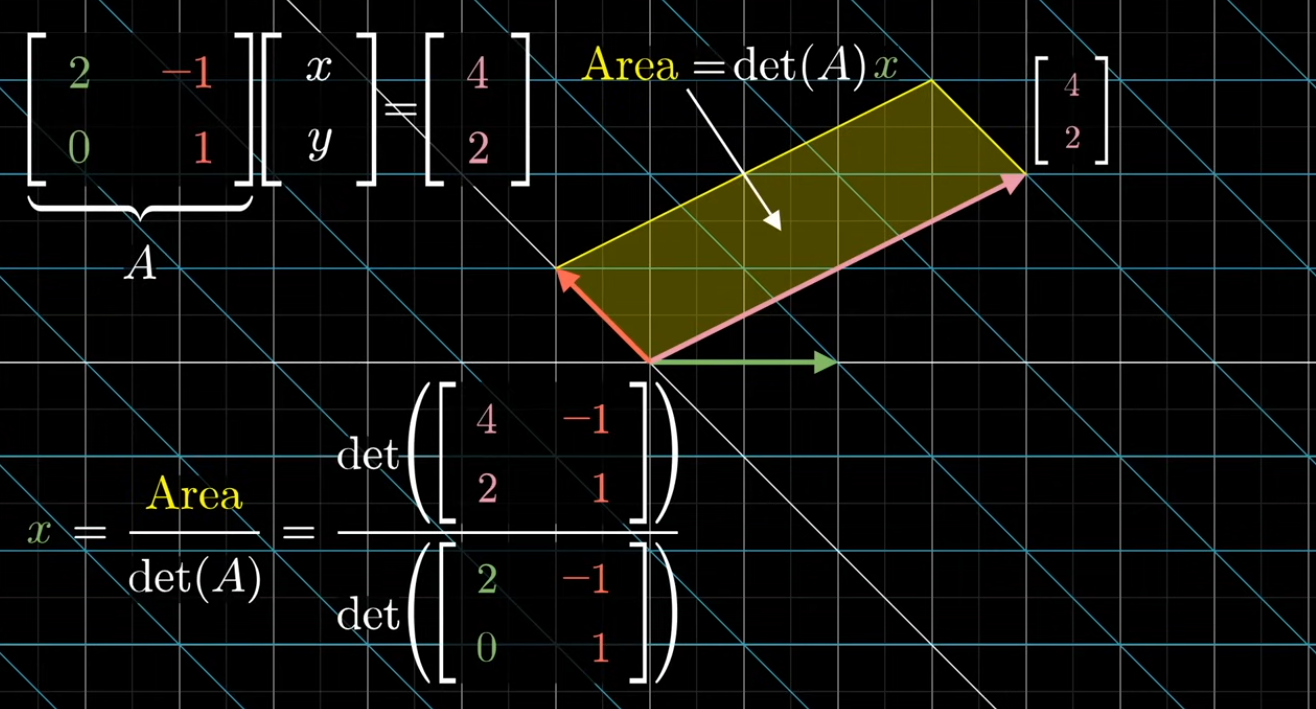 [ 2 −1 ] [ x ] = [ 4 ]
[ 0 1 ] [ y ] [ 2 ]
A
Area = det(A) x
[ 4 ]
[ 2 ]
x = Area / det(A) = det([ 4 −1 ; 2 1 ]) / det([ 2 −1 ; 0 1 ])